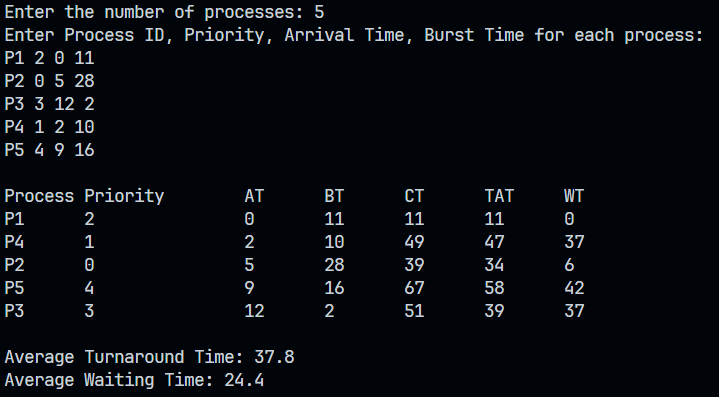 Enter the number of processes: 5
Enter Process ID, Priority, Arrival Time, Burst Time for each process:
P1 2 0 11
P2 0 5 28
P3 3 12 2
P4 1 2 10
P5 4 9 16
Process Priority AT BT CT TAT WT
P1 2 0 11 11 11 0
P4 1 2 10 49 47 37
P2 0 5 28 39 34 6
P5 4 9 16 67 58 42
P3 3 12 2 51 39 37
Average Turnaround Time: 37.8
Average Waiting Time: 24.4